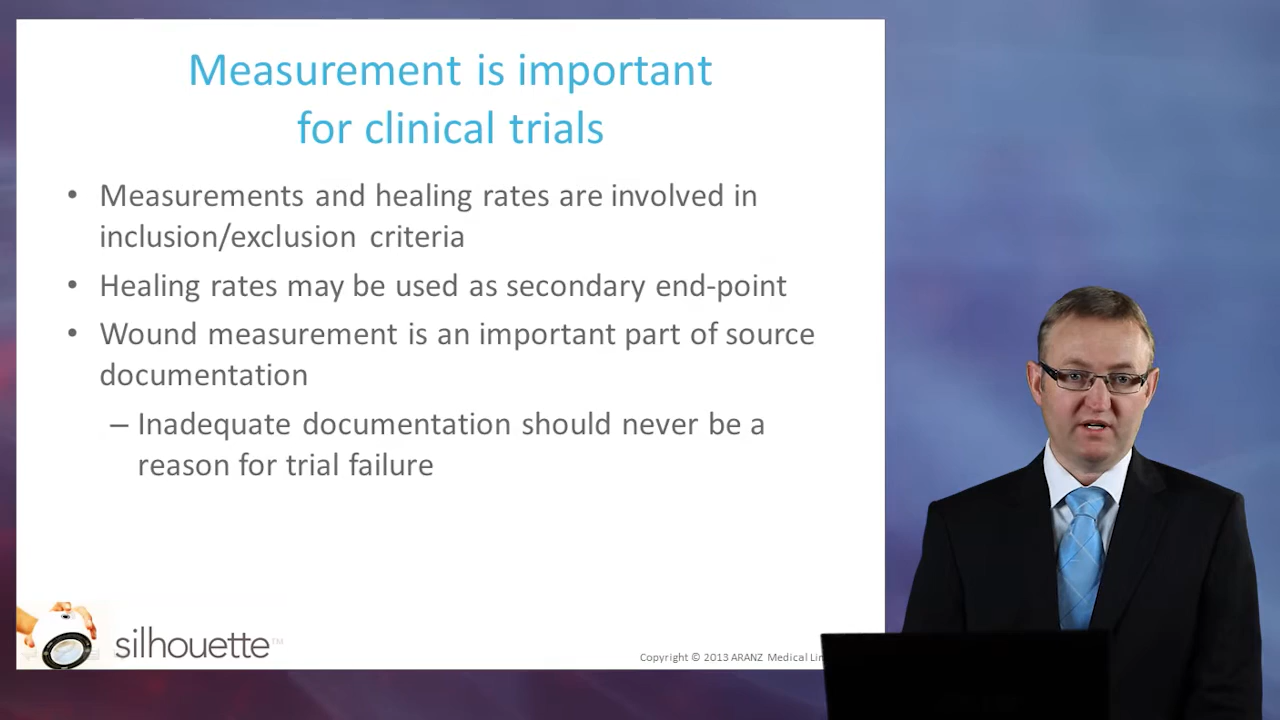 Measurement is important
for clinical trials
• Measurements and healing rates are involved in
inclusion/exclusion criteria
• Healing rates may be used as secondary end-point
• Wound measurement is an important part of source
documentation
– Inadequate documentation should never be a
reason for trial failure
silhouette™
Copyright © 2013 ARANZ Medical